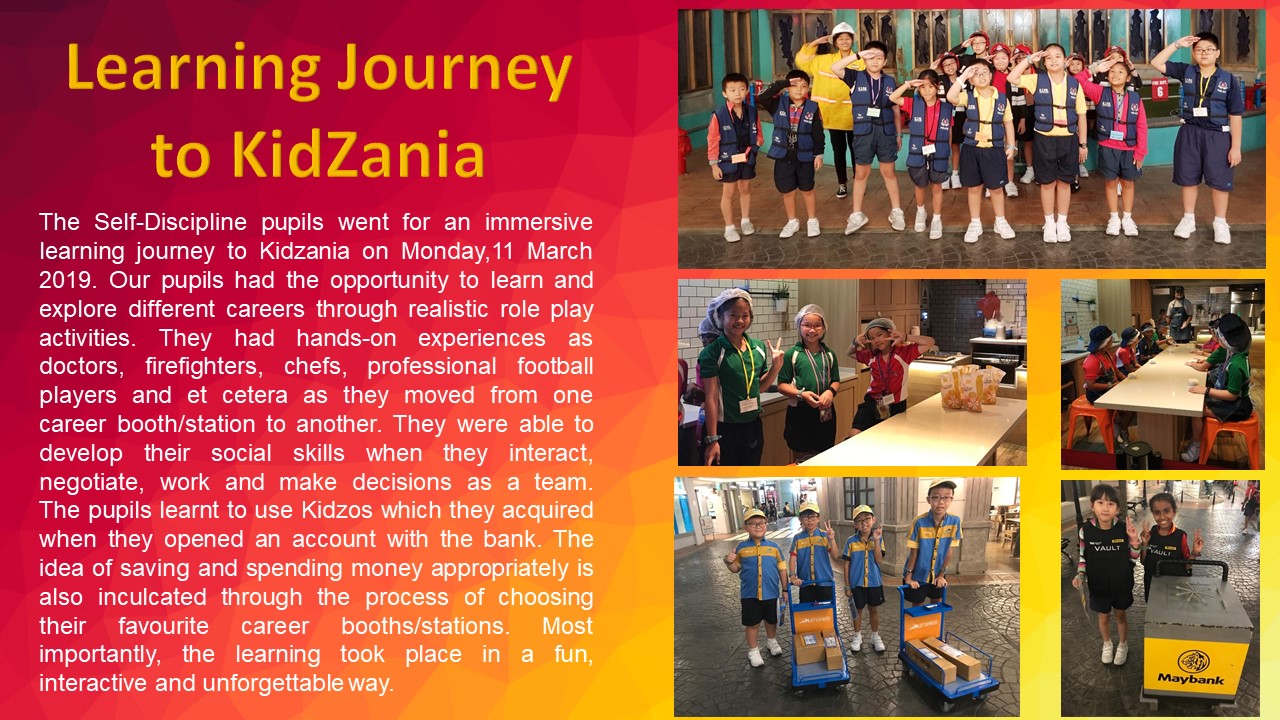 Learning Journey
to KidZania
The Self-Discipline pupils went for an immersive
learning journey to Kidzania on Monday,11 March
2019. Our pupils had the opportunity to learn and
explore different careers through realistic role play
activities. They had hands-on experiences as
doctors, firefighters, chefs, professional football
players and et cetera as they moved from one
career booth/station to another. They were able to
develop their social skills when they interact,
negotiate, work and make decisions as a team.
The pupils learnt to use Kidzos which they acquired
when they opened an account with the bank. The
idea of saving and spending money appropriately is
also inculcated through the process of choosing
their favourite career booths/stations. Most
importantly, the learning took place in a fun,
interactive and unforgettable way.
6
VAULT
VAULT
Maybank